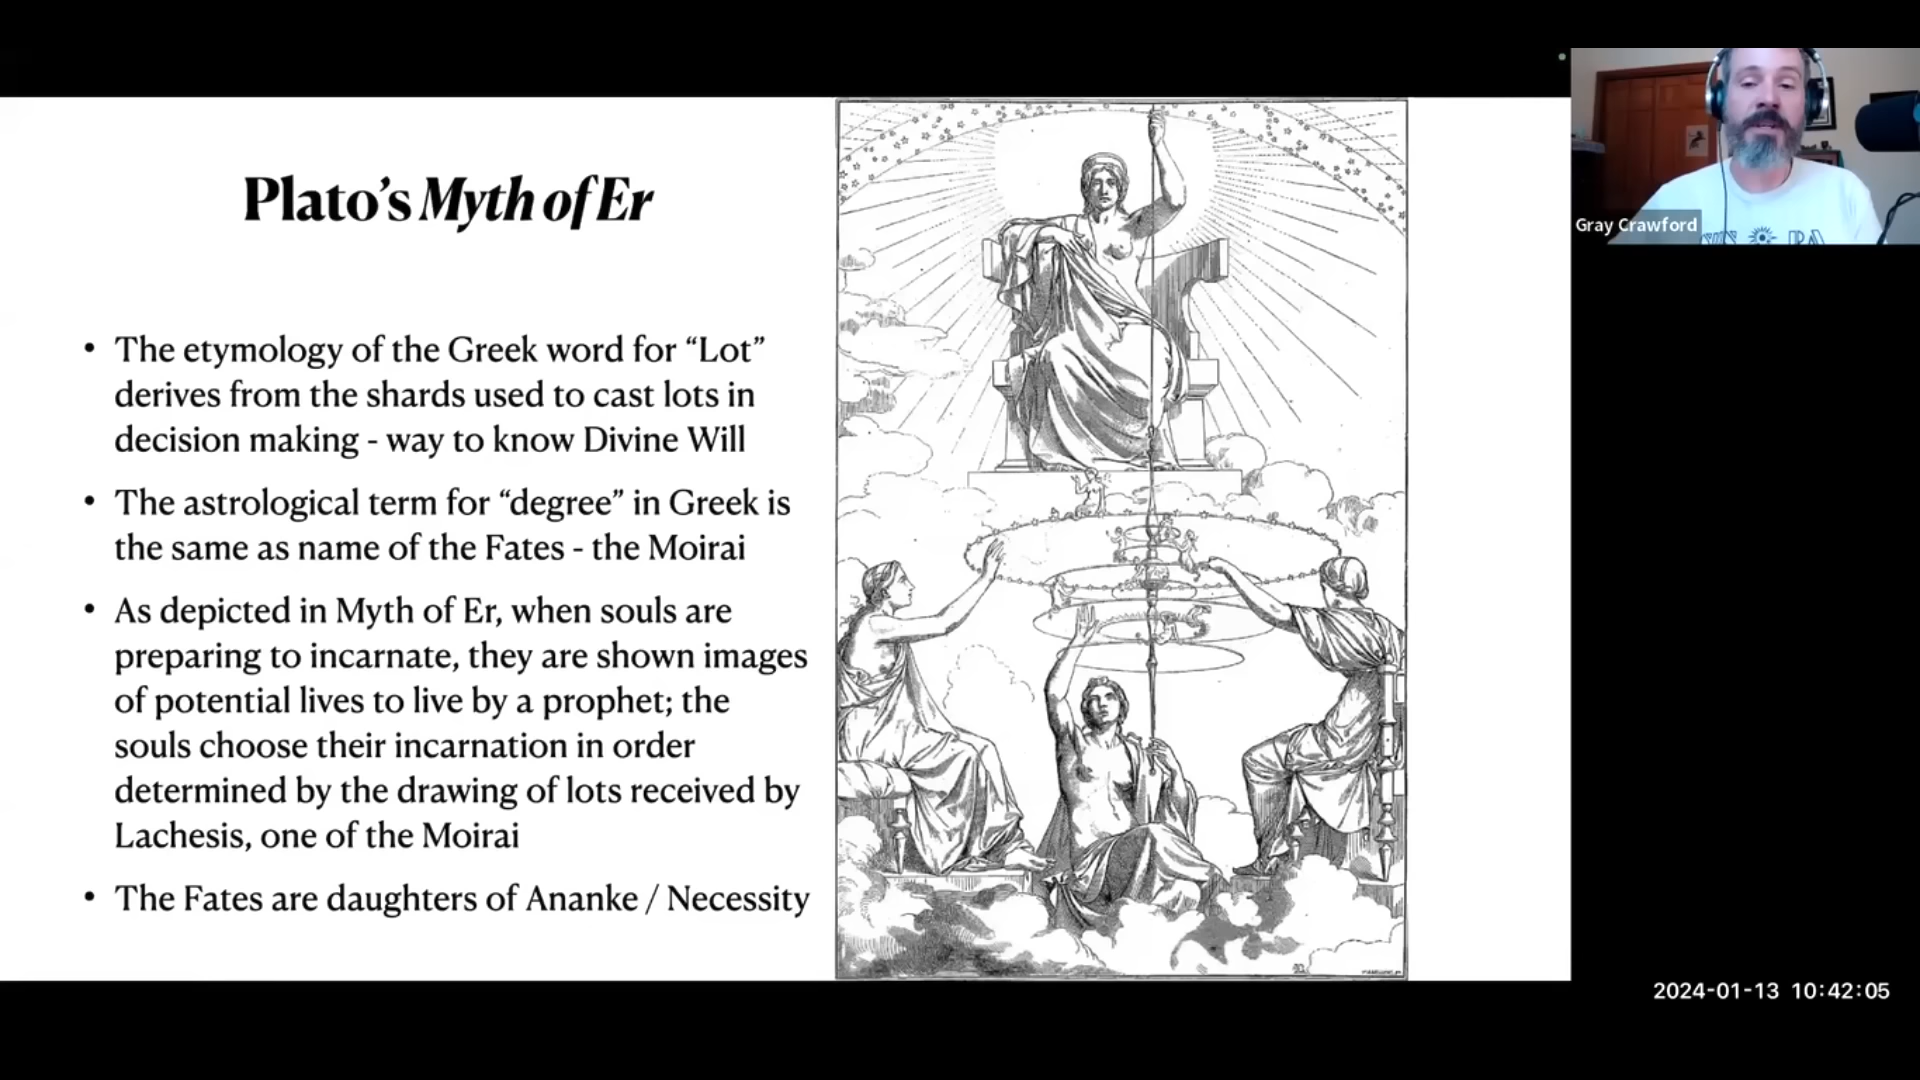 Plato’s Myth of Er
• The etymology of the Greek word for “Lot”
derives from the shards used to cast lots in
decision making - way to know Divine Will
• The astrological term for “degree” in Greek is
the same as name of the Fates - the Moirai
• As depicted in Myth of Er, when souls are
preparing to incarnate, they are shown images
of potential lives to live by a prophet; the
souls choose their incarnation in order
determined by the drawing of lots received by
Lachesis, one of the Moirai
• The Fates are daughters of Ananke / Necessity
Gray Crawford
2024-01-13 10:42:05